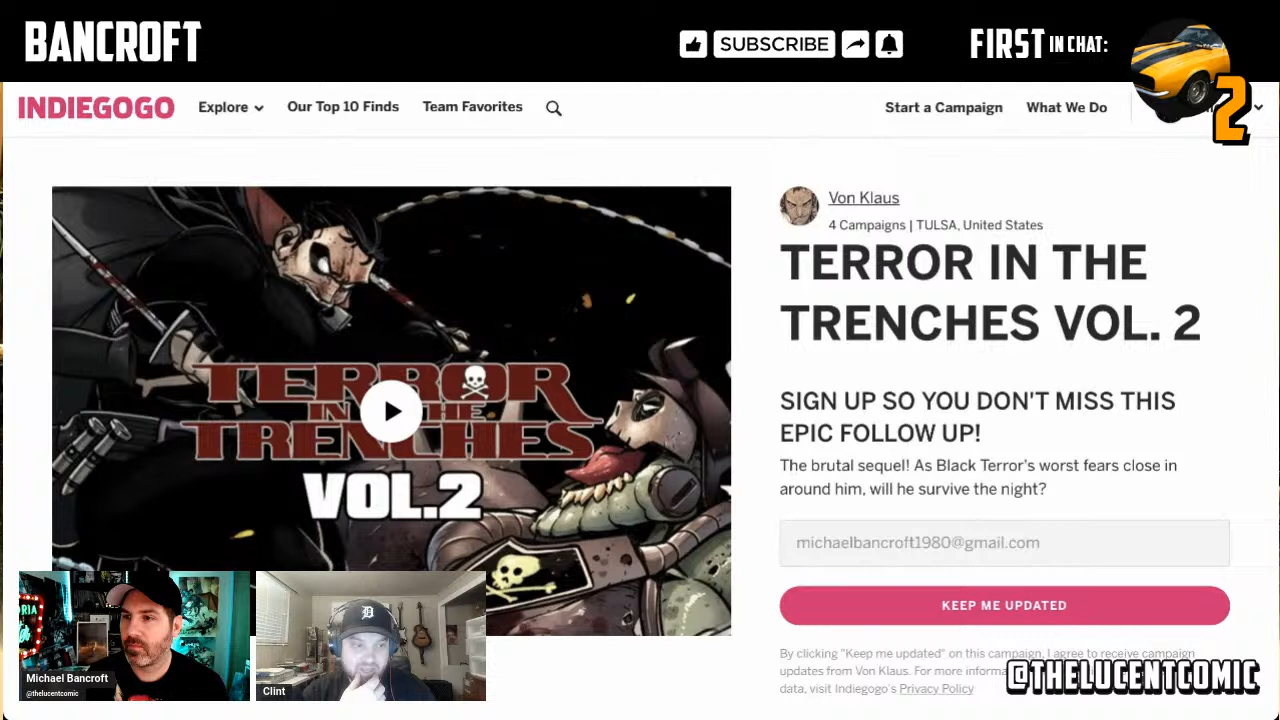 BANCROFT
SUBSCRIBE
FIRST IN CHAT:
2
INDIEGOGO
Explore
Our Top 10 Finds
Team Favorites
Start a Campaign
What We Do
Von Klaus
4 Campaigns | TULSA, United States
TERROR IN THE
TRENCHES VOL. 2
SIGN UP SO YOU DON'T MISS THIS
EPIC FOLLOW UP!
The brutal sequel! As Black Terror's worst fears close in
around him, will he survive the night?
michaelbancroft1980@gmail.com
KEEP ME UPDATED
By clicking "Keep me updated" on this campaign, I agree to receive campaign
updates from Von Klaus. For more
data, visit Indiegogo's Privacy Policy
@THELUCENTCOMIC
TERROR
IN THE
TRENCHES
VOL.2
RIA
Michael Bancroft
@thelucentcomic
D
Clint